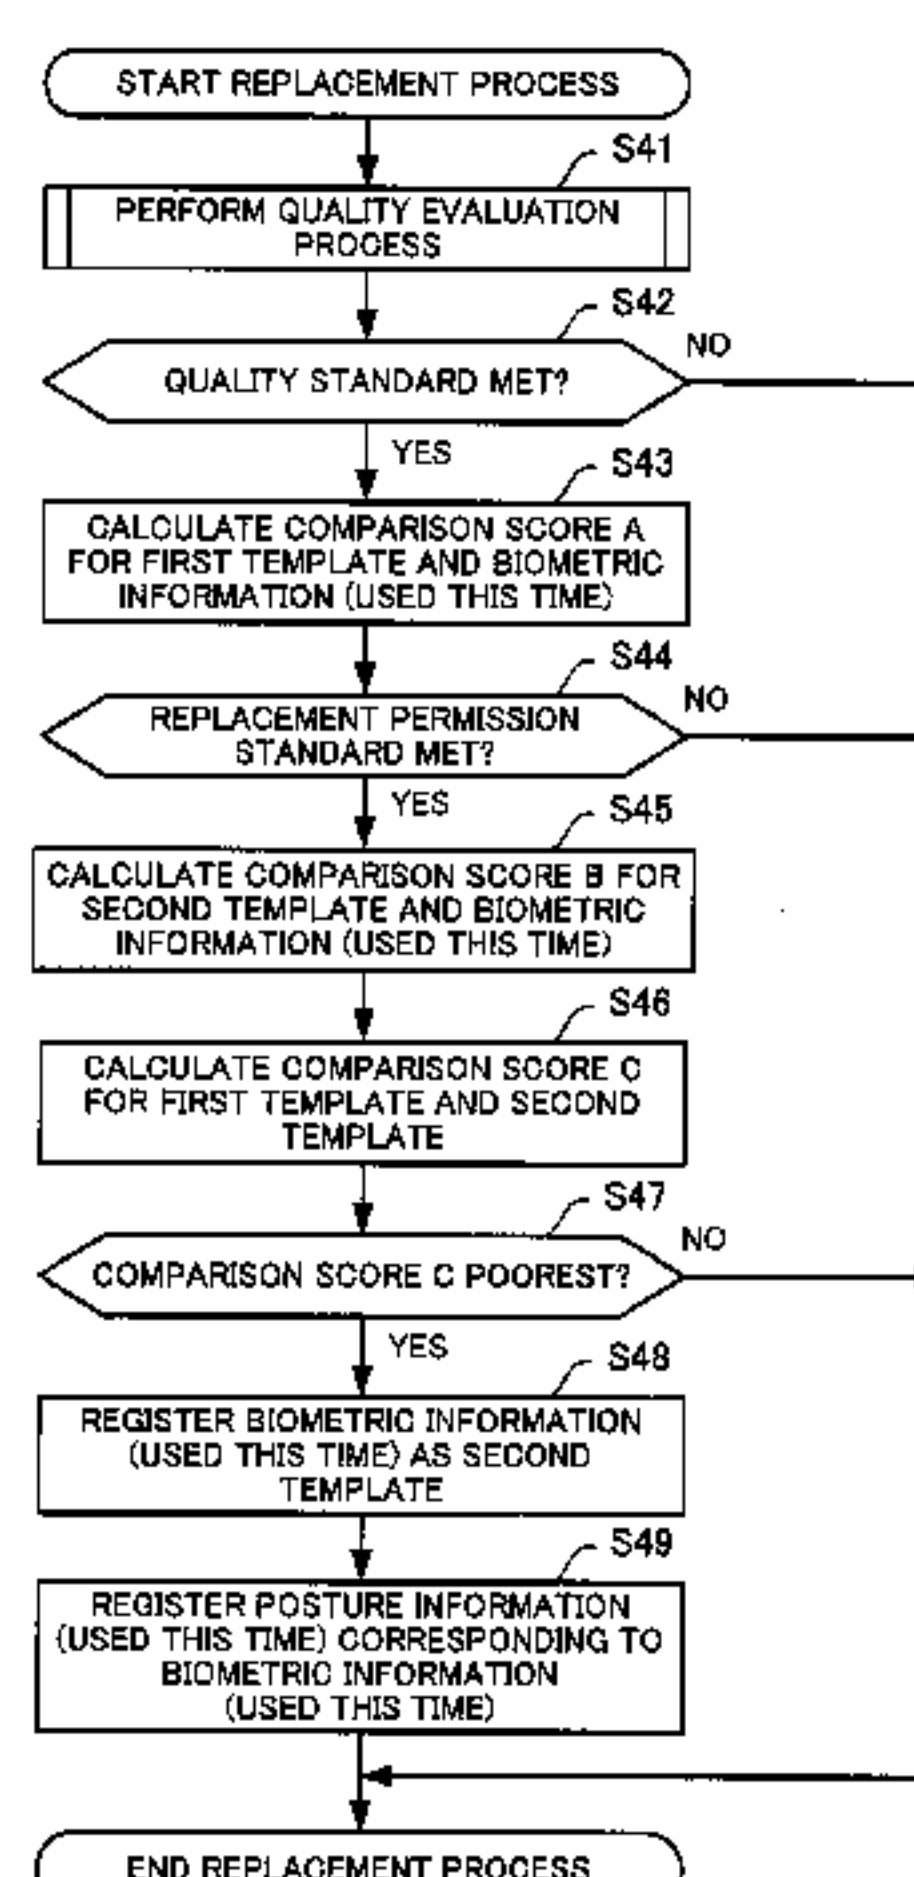 START REPLACEMENT PROCESS
S41
PERFORM QUALITY EVALUATION
PROCESS
S42
NO
QUALITY STANDARD MET?
YES
S43
CALCULATE COMPARISON SCORE A
FOR FIRST TEMPLATE AND BIOMETRIC
INFORMATION (USED THIS TIME)
S44
NO
REPLACEMENT PERMISSION
STANDARD MET?
YES
S45
CALCULATE COMPARISON SCORE B FOR
SECOND TEMPLATE AND BIOMETRIC
INFORMATION (USED THIS TIME)
S46
CALCULATE COMPARISON SCORE C
FOR FIRST TEMPLATE AND SECOND
TEMPLATE
S47
NO
COMPARISON SCORE C POOREST?
YES
S48
REGISTER BIOMETRIC INFORMATION
(USED THIS TIME) AS SECOND
TEMPLATE
S49
REGISTER POSTURE INFORMATION
(USED THIS TIME) CORRESPONDING TO
BIOMETRIC INFORMATION
(USED THIS TIME)
END REPLACEMENT PROCESS